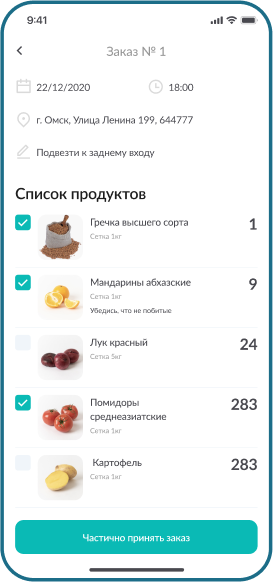 9:41
Заказ № 1
22/12/2020
18:00
г. Омск, Улица Ленина 199, 644777
Подвезти к заднему входу
Список продуктов
Гречка высшего сорта
1
Сетка 1кг
Мандарины абхазские
9
Сетка 1кг
Убедись, что не побитые
Лук красный
24
Сетка 5кг
Помидоры
283
среднеазиатские
Сетка 1кг
Картофель
283
Сетка 1кг
Частично принять заказ